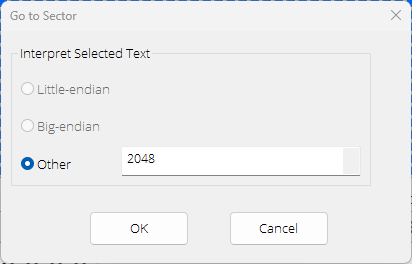 Go to Sector
Interpret Selected Text
Little-endian
Big-endian
Other 2048
OK Cancel